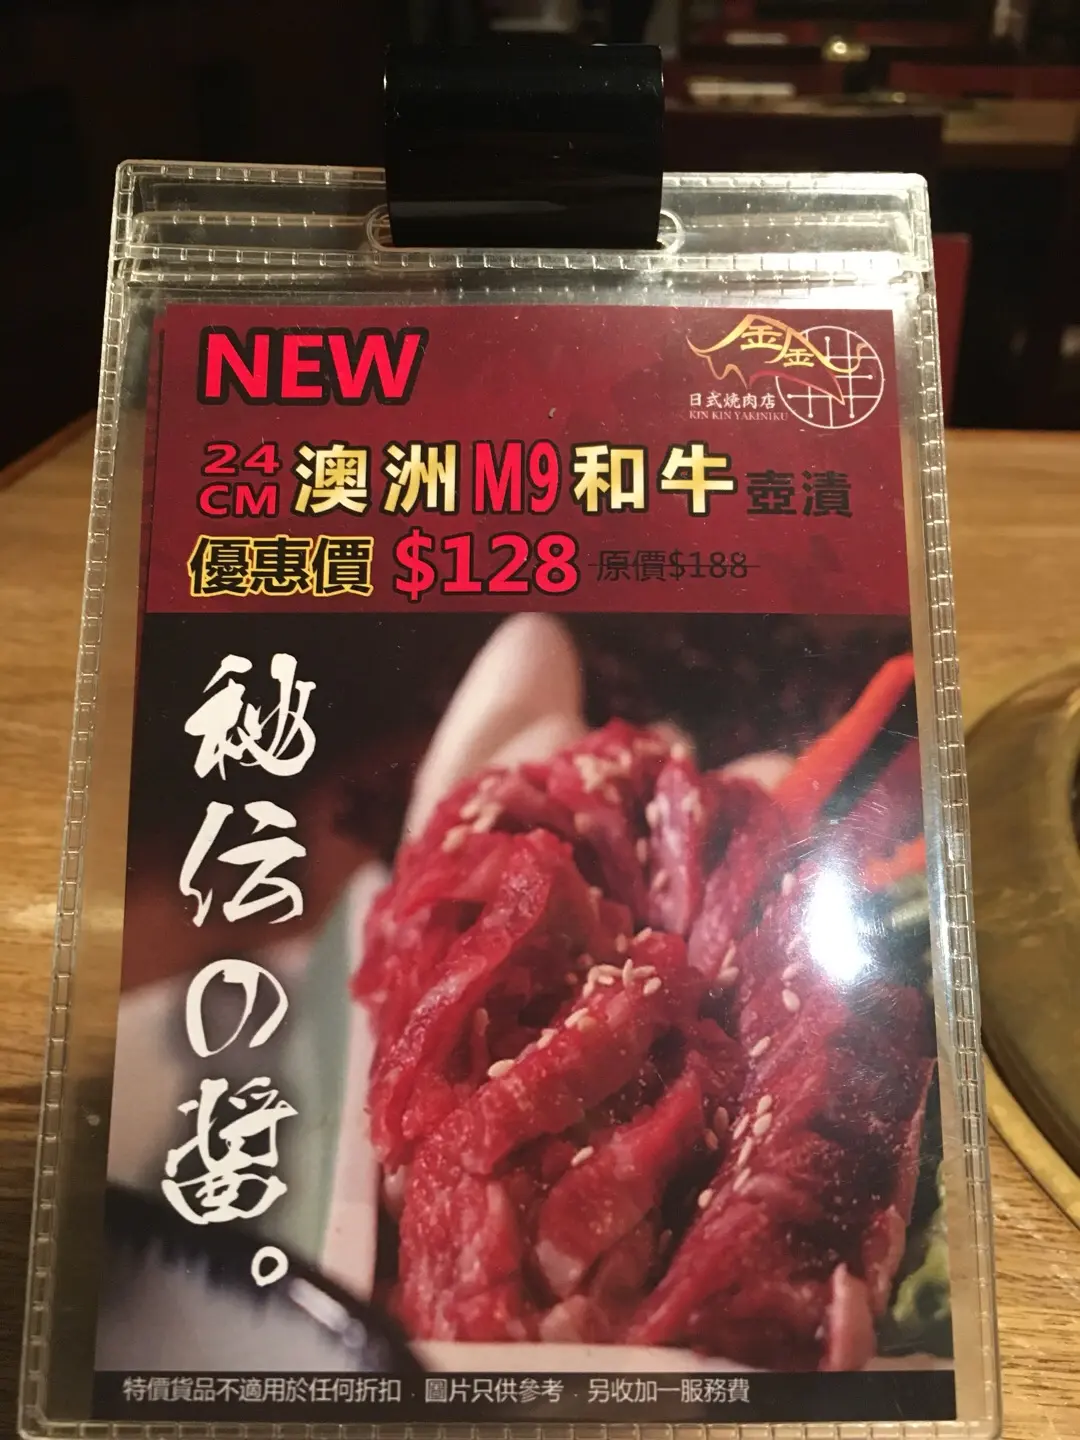 NEW
金金
日式燒肉店
KIN KIN YAKINIKU
24CM 澳洲M9和牛壺漬
優惠價 $128 原價$188
秘伝の醤。
特價貨品不適用於任何折扣．圖片只供參考．另收加一服務費